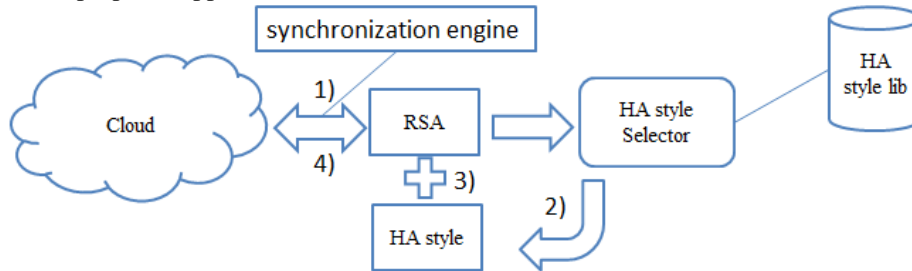 synchronization engine
HA
style lib
1)
Cloud
RSA
HA style
Selector
4)
3)
2)
HA style